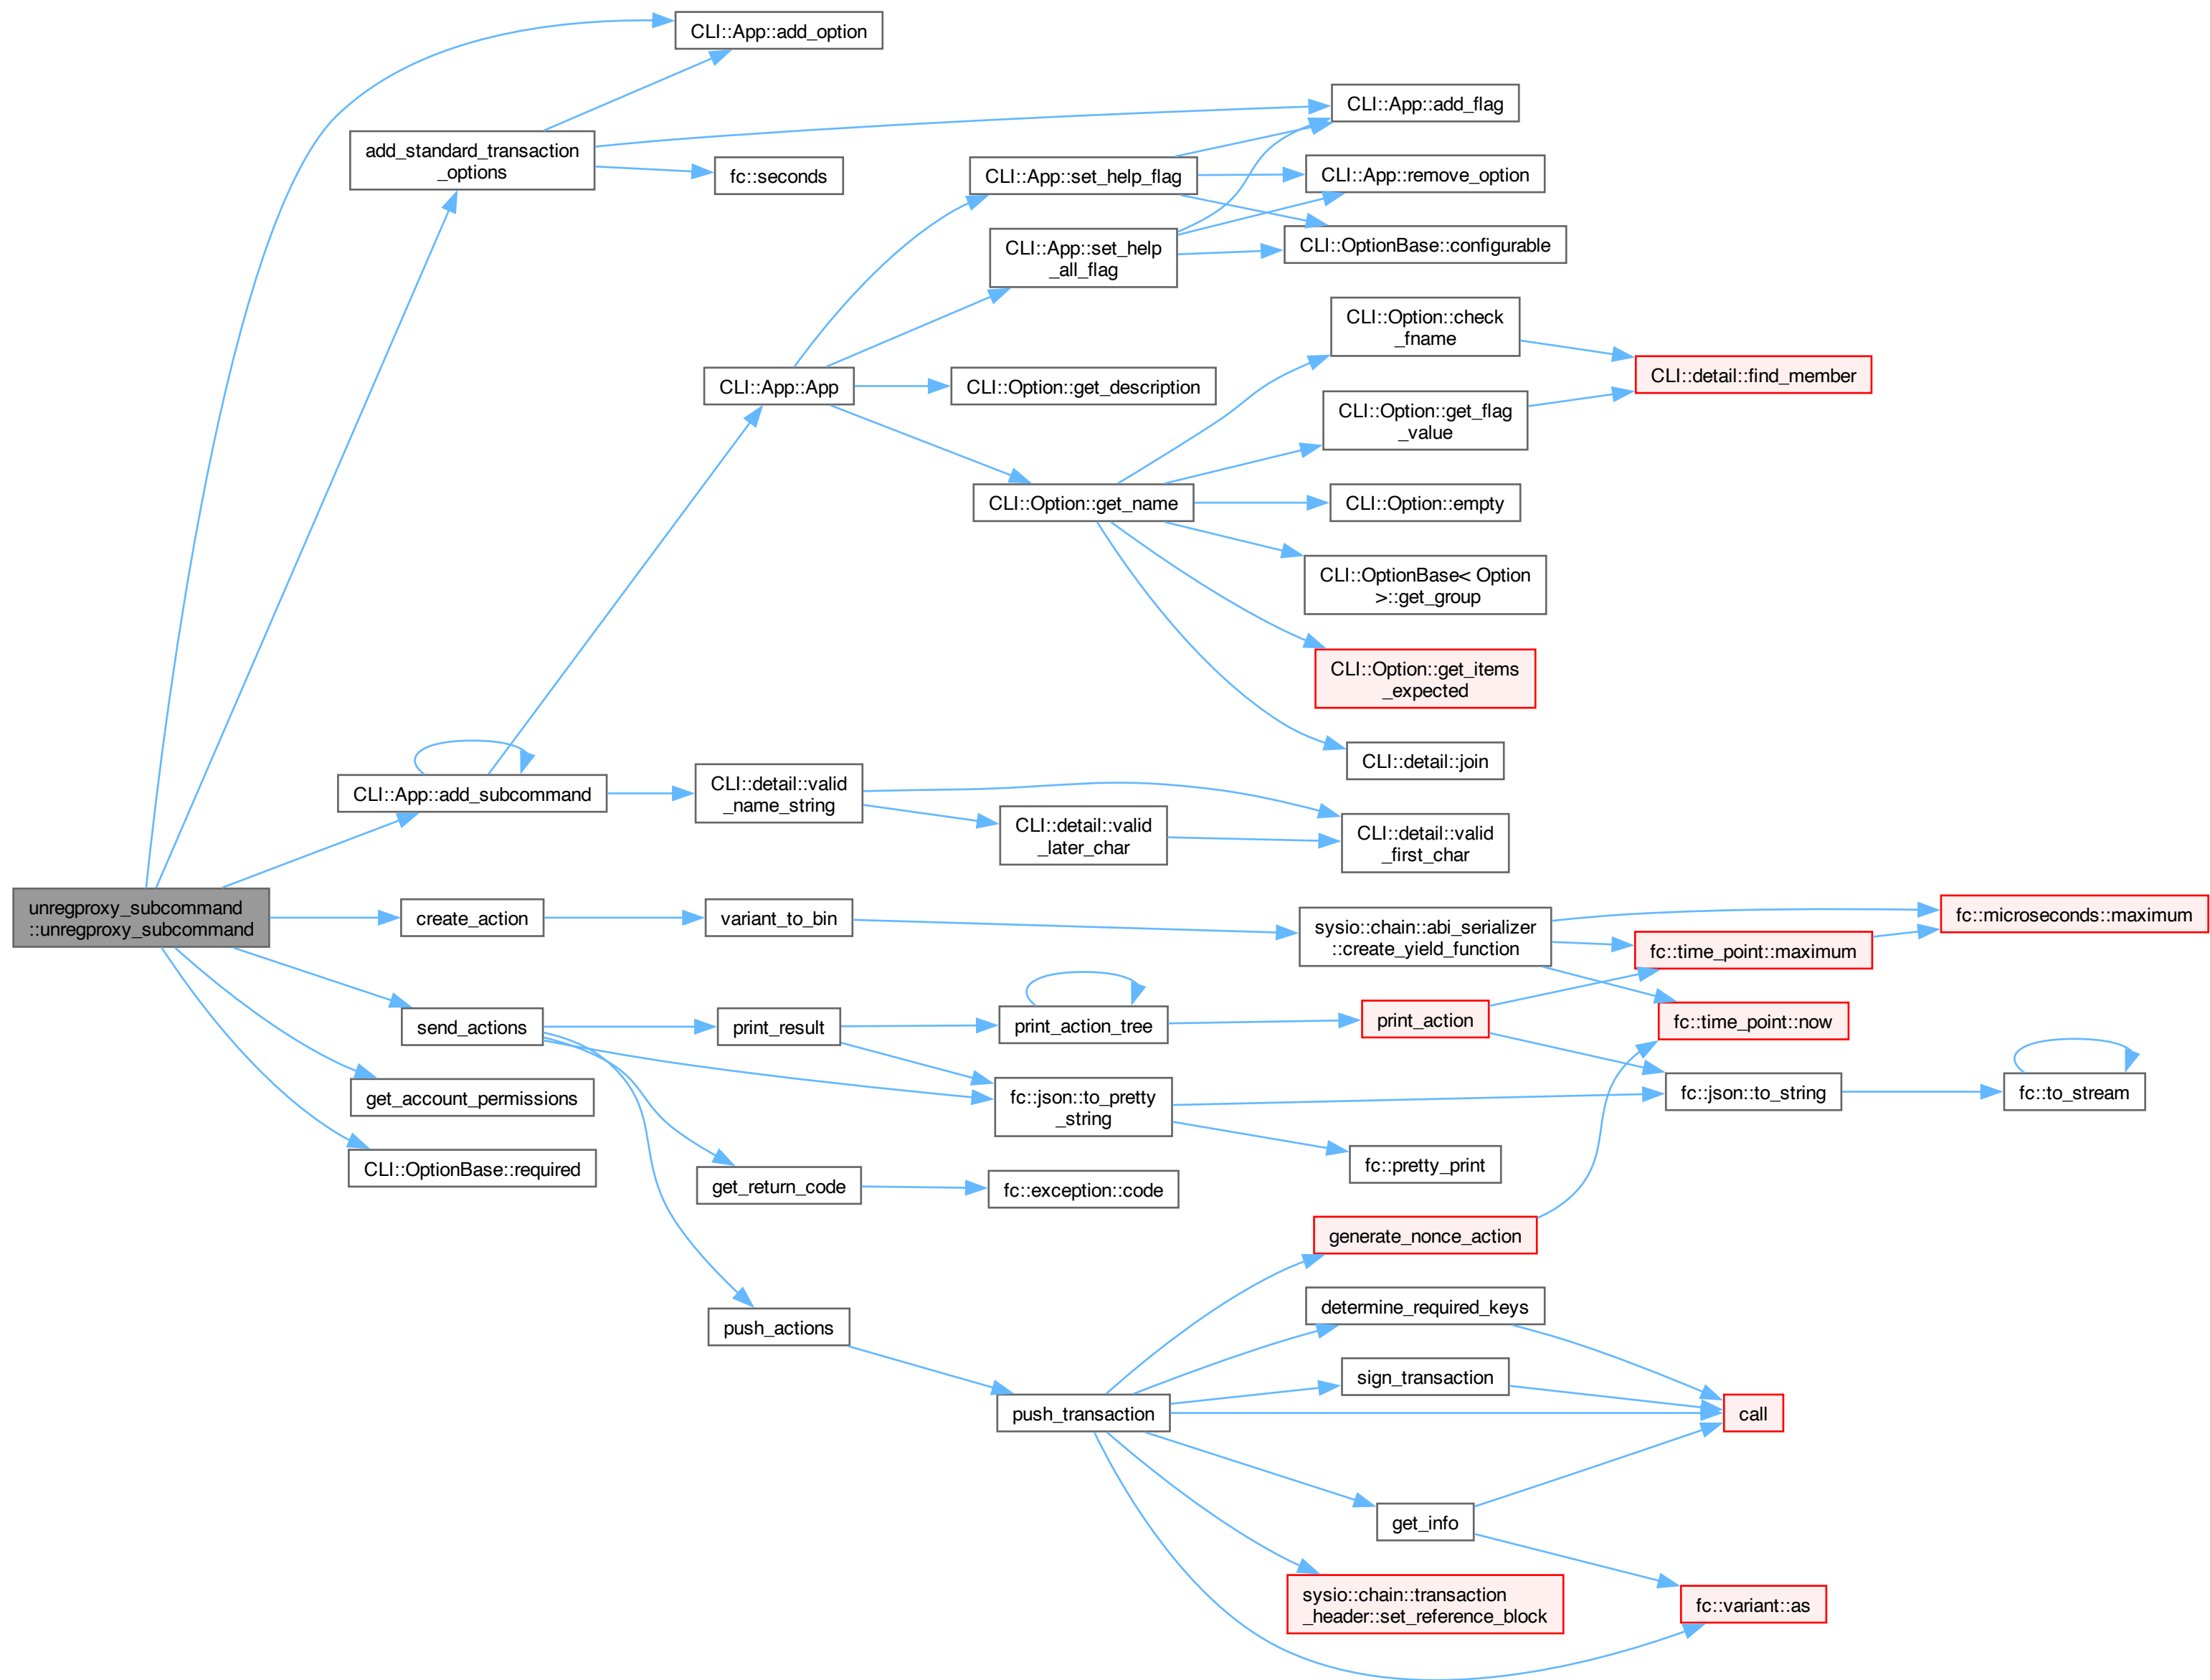 CLI::App::add_option
CLI::App::add_flag
add_standard_transaction
_options
fc::seconds
CLI::App::set_help_flag
CLI::App::remove_option
CLI::App::set_help
_all_flag
CLI::OptionBase::configurable
CLI::Option::check
_fname
CLI::detail::find_member
CLI::App::App
CLI::Option::get_description
CLI::Option::get_flag
_value
CLI::Option::get_name
CLI::Option::empty
CLI::OptionBase< Option
>::get_group
CLI::Option::get_items
_expected
CLI::detail::join
CLI::App::add_subcommand
CLI::detail::valid
_name_string
CLI::detail::valid
_later_char
CLI::detail::valid
_first_char
unregproxy_subcommand
::unregproxy_subcommand
create_action
variant_to_bin
sysio::chain::abi_serializer
::create_yield_function
fc::microseconds::maximum
fc::time_point::maximum
send_actions
print_result
print_action_tree
print_action
fc::time_point::now
get_account_permissions
fc::json::to_pretty
_string
fc::json::to_string
fc::to_stream
CLI::OptionBase::required
get_return_code
fc::exception::code
fc::pretty_print
generate_nonce_action
push_actions
determine_required_keys
sign_transaction
push_transaction
call
get_info
sysio::chain::transaction
_header::set_reference_block
fc::variant::as